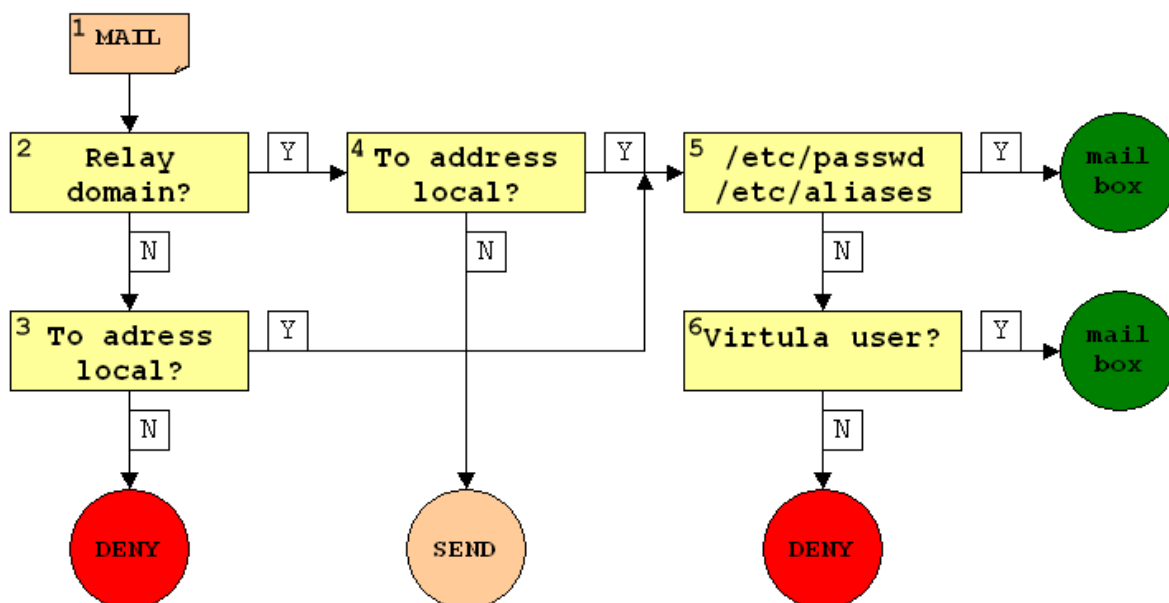 1 MAIL
2 Relay
domain?
Y
4 To address
local?
Y
5 /etc/passwd
/etc/aliases
Y
mail
box
N
N
N
3 To adress
local?
Y
6 Virtula user?
Y
mail
box
N
N
DENY
SEND
DENY